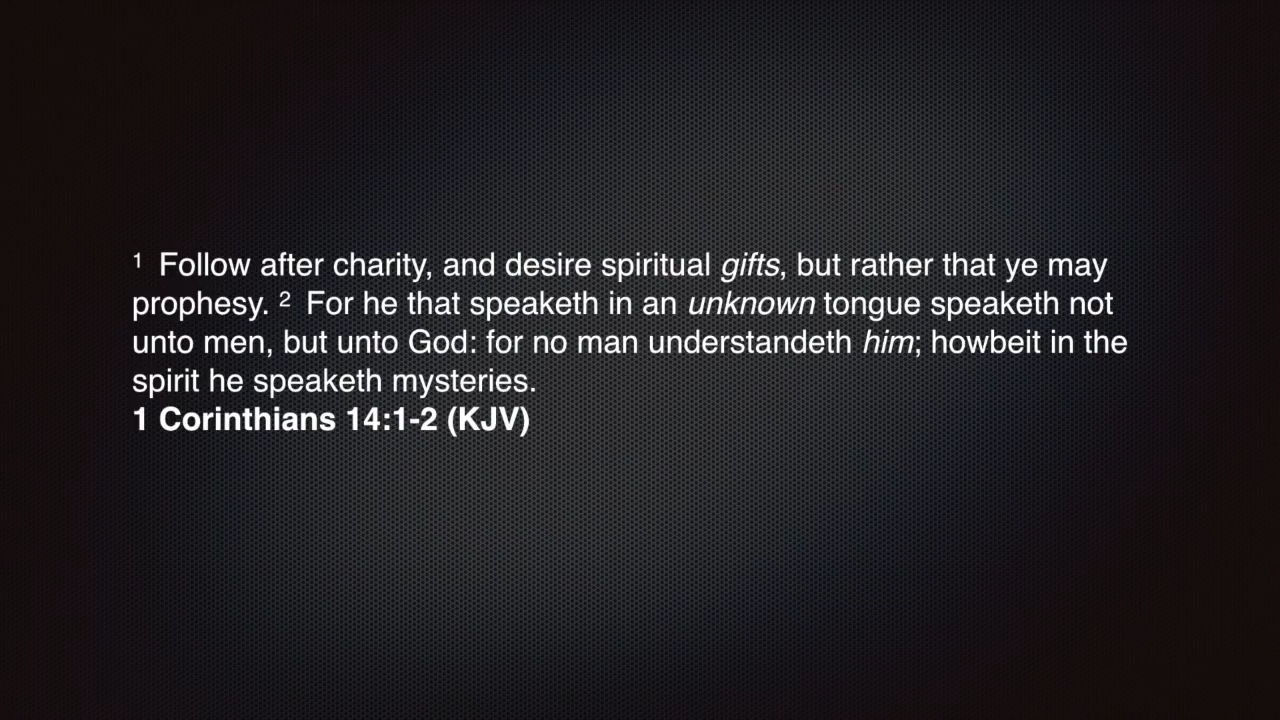 1 Follow after charity, and desire spiritual gifts, but rather that ye may
prophesy. 2 For he that speaketh in an unknown tongue speaketh not
unto men, but unto God: for no man understandeth him; howbeit in the
spirit he speaketh mysteries.
1 Corinthians 14:1-2 (KJV)